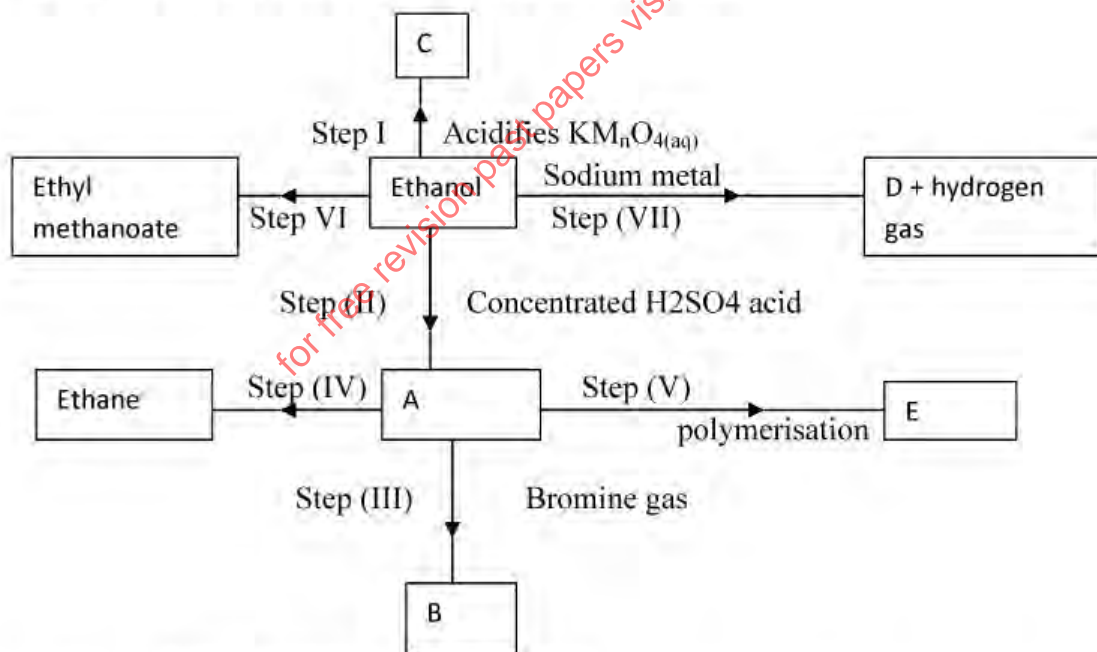 C
Step I Acidifies KMnO4(aq)
Ethyl methanoate
Step VI
Ethanol
Sodium metal
Step (VII)
D + hydrogen gas
Step (II) Concentrated H2SO4 acid
Ethane
Step (IV)
A
Step (V)
polymerisation
E
Step (III) Bromine gas
B
for free revision past papers vis